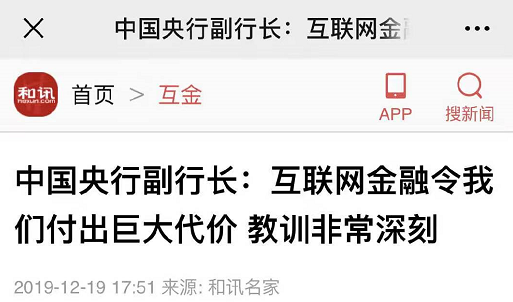 中国央行副行长：互联网金
和讯
hexun.com
首页 > 互金
APP
搜新闻
中国央行副行长：互联网金融令我
们付出巨大代价 教训非常深刻
2019-12-19 17:51 来源: 和讯名家